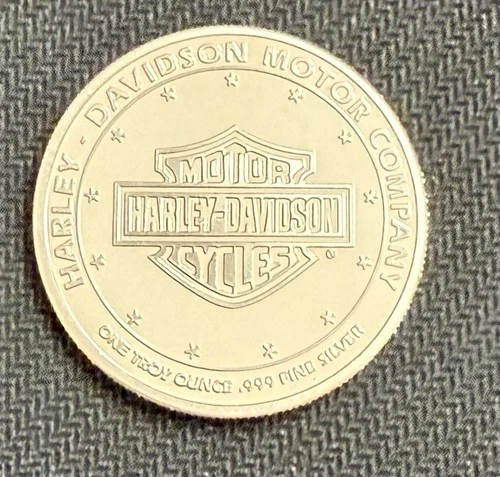 HARLEY - DAVIDSON MOTOR COMPANY
MOTOR
HARLEY-DAVIDSON
CYCLES
®
ONE TROY OUNCE .999 FINE SILVER